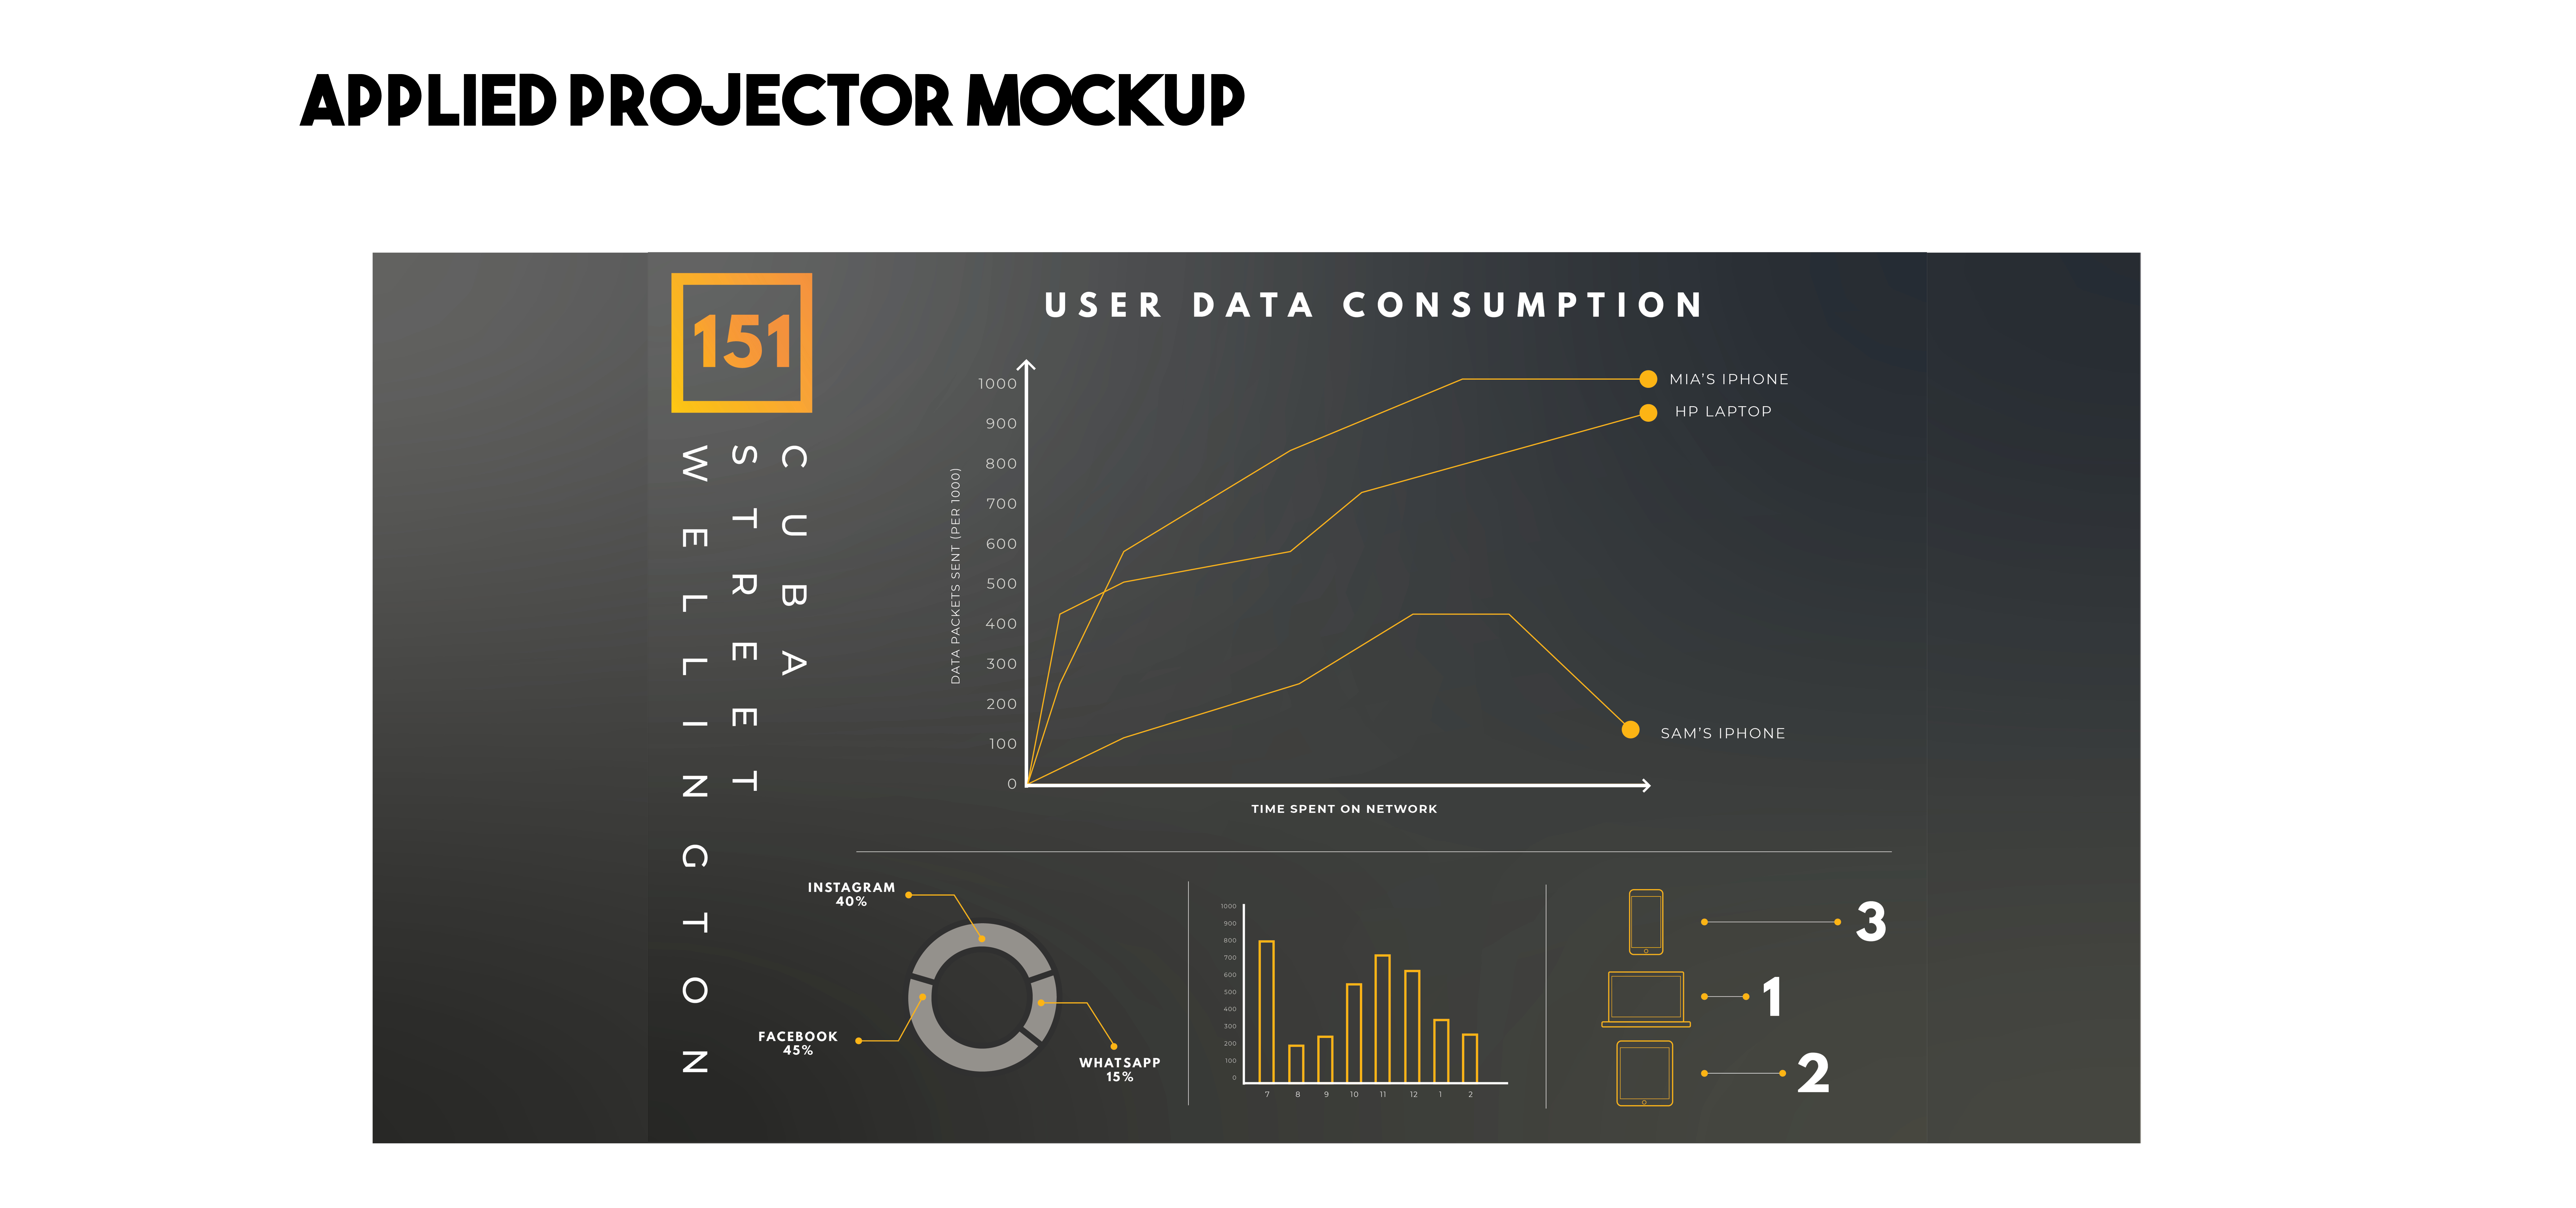 APPLIED PROJECTOR MOCKUP
151
CUBA
STREET
WELLINGTON
USER DATA CONSUMPTION
DATA PACKETS SENT (PER 1000)
1000
900
800
700
600
500
400
300
200
100
0
MIA'S IPHONE
HP LAPTOP
SAM'S IPHONE
TIME SPENT ON NETWORK
INSTAGRAM
40%
FACEBOOK
45%
WHATSAPP
15%
1000
900
800
700
600
500
400
300
200
100
0
7 8 9 10 11 12 1 2
3
1
2